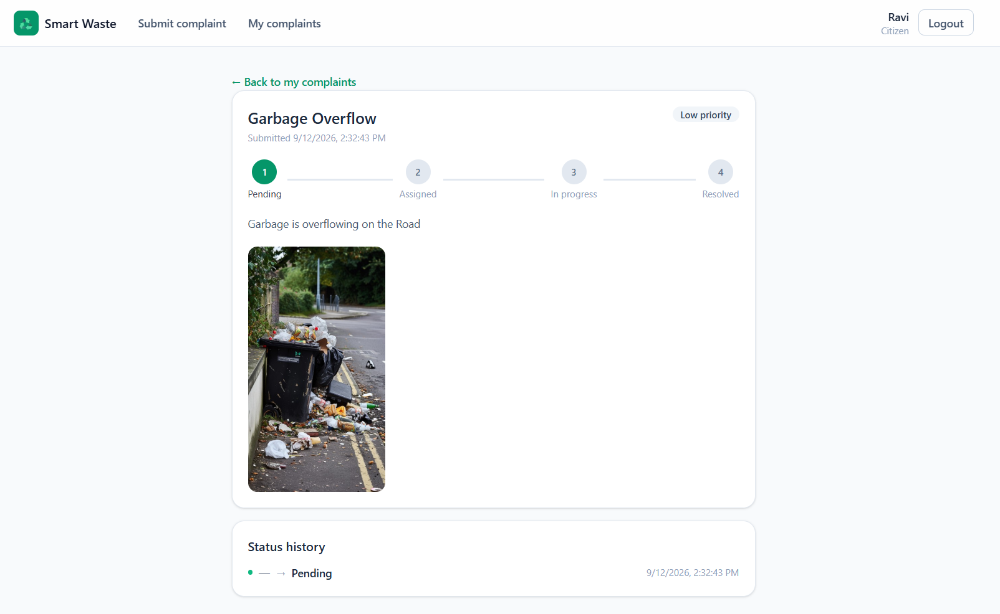 Smart Waste
Submit complaint
My complaints
Ravi
Citizen
Logout
← Back to my complaints
Garbage Overflow
Low priority
Submitted 9/12/2026, 2:32:43 PM
1
2
3
4
Pending
Assigned
In progress
Resolved
Garbage is overflowing on the Road
Status history
— → Pending
9/12/2026, 2:32:43 PM